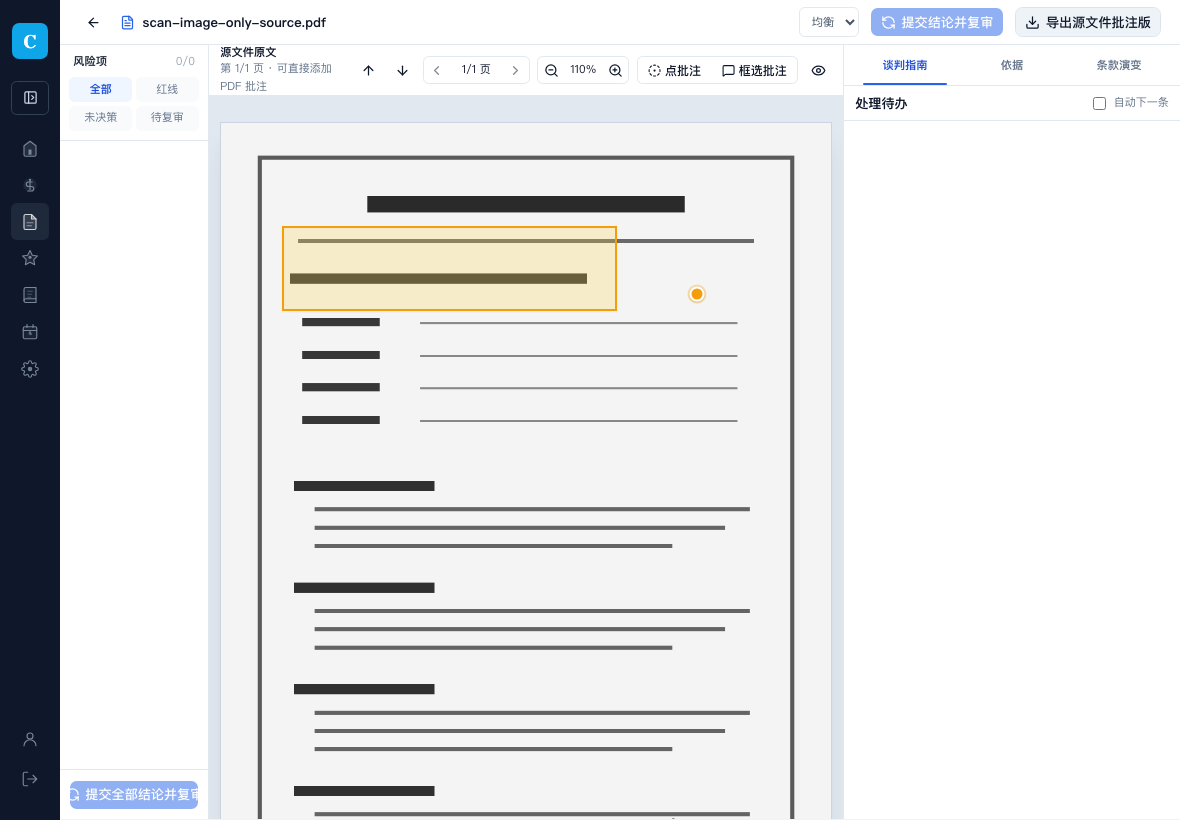 C
scan-image-only-source.pdf
均衡
提交结论并复审
导出源文件批注版
风险项
0/0
全部
红线
未决策
待复审
源文件原文
第 1/1 页 · 可直接添加
PDF 批注
1/1 页
110%
点批注
框选批注
谈判指南
依据
条款演变
处理待办
自动下一条
提交全部结论并复审